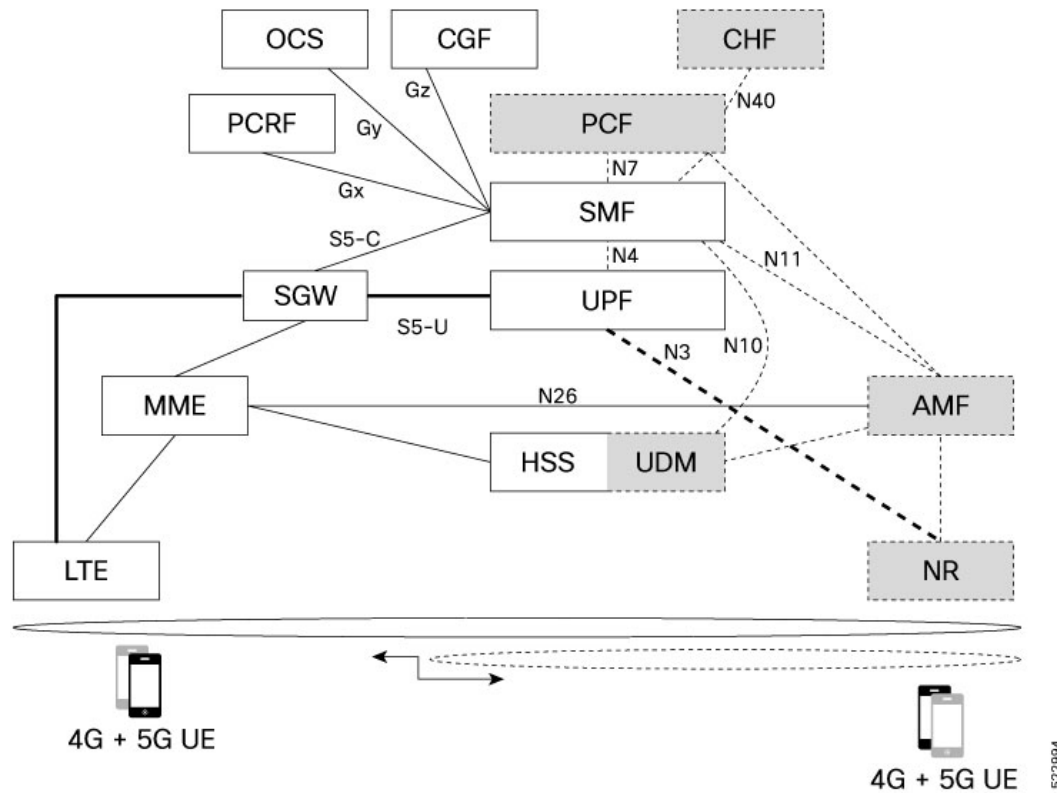 OCS
CGF
CHF
Gz
N40
PCRF
Gy
PCF
Gx
N7
SMF
S5-C
N4
N11
SGW
UPF
S5-U
N3
N10
MME
N26
AMF
HSS
UDM
LTE
NR
4G + 5G UE
4G + 5G UE
523994